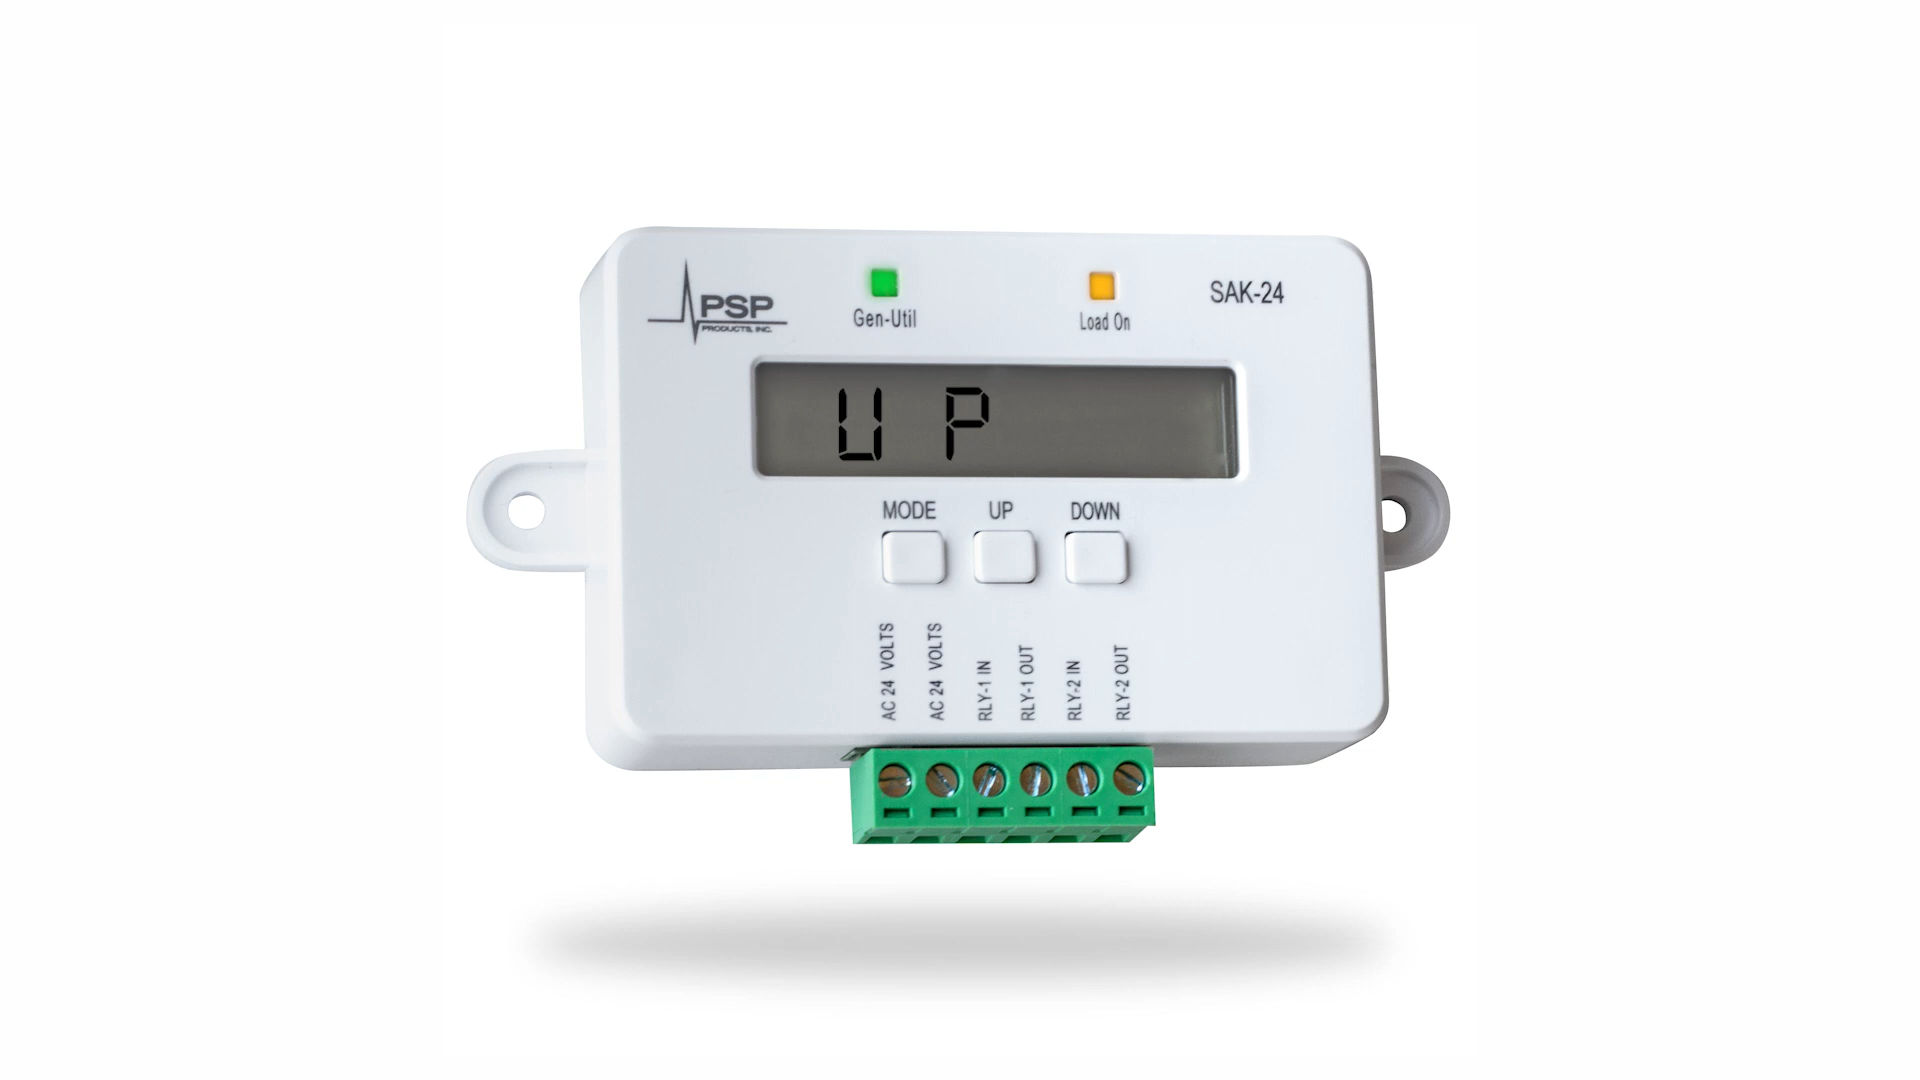 PSP
PRODUCTS, INC.
Gen-Util
Load On
SAK-24
U P
MODE
UP
DOWN
AC 24 VOLTS
AC 24 VOLTS
RLY-1 IN
RLY-1 OUT
RLY-2 IN
RLY-2 OUT